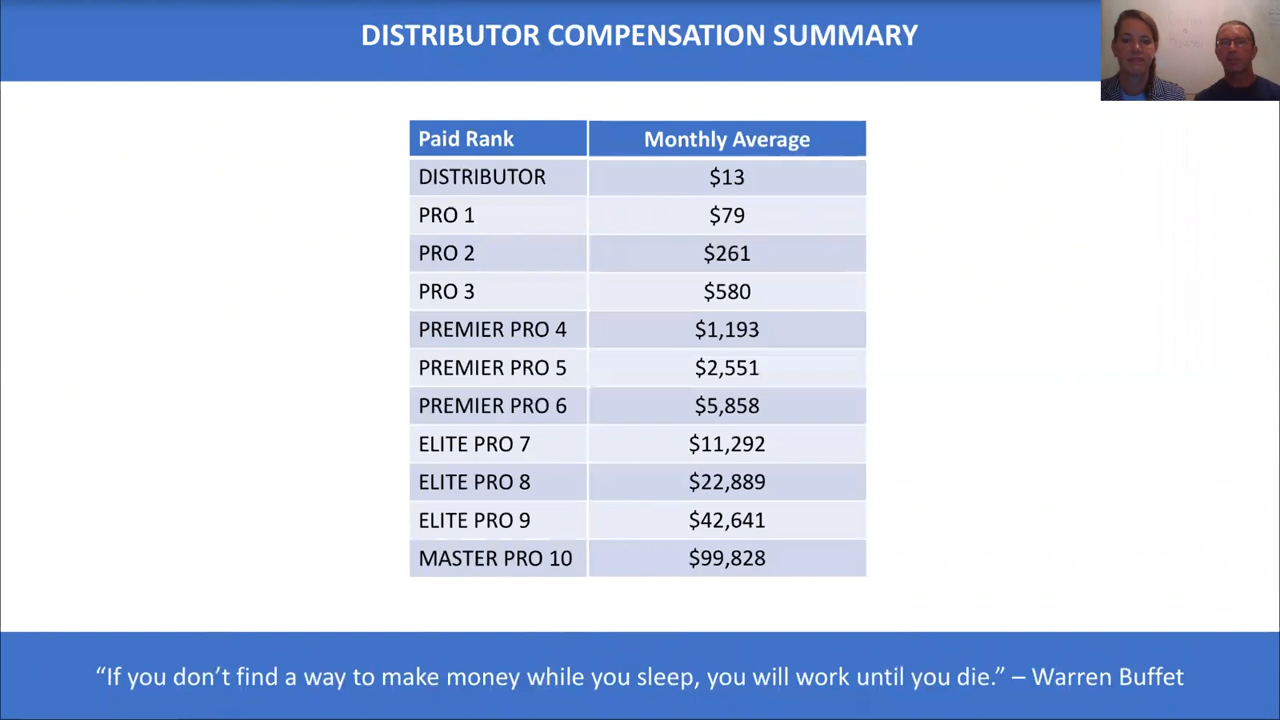 DISTRIBUTOR COMPENSATION SUMMARY
Paid Rank Monthly Average
DISTRIBUTOR $13
PRO 1 $79
PRO 2 $261
PRO 3 $580
PREMIER PRO 4 $1,193
PREMIER PRO 5 $2,551
PREMIER PRO 6 $5,858
ELITE PRO 7 $11,292
ELITE PRO 8 $22,889
ELITE PRO 9 $42,641
MASTER PRO 10 $99,828
“If you don’t find a way to make money while you sleep, you will work until you die.” – Warren Buffet